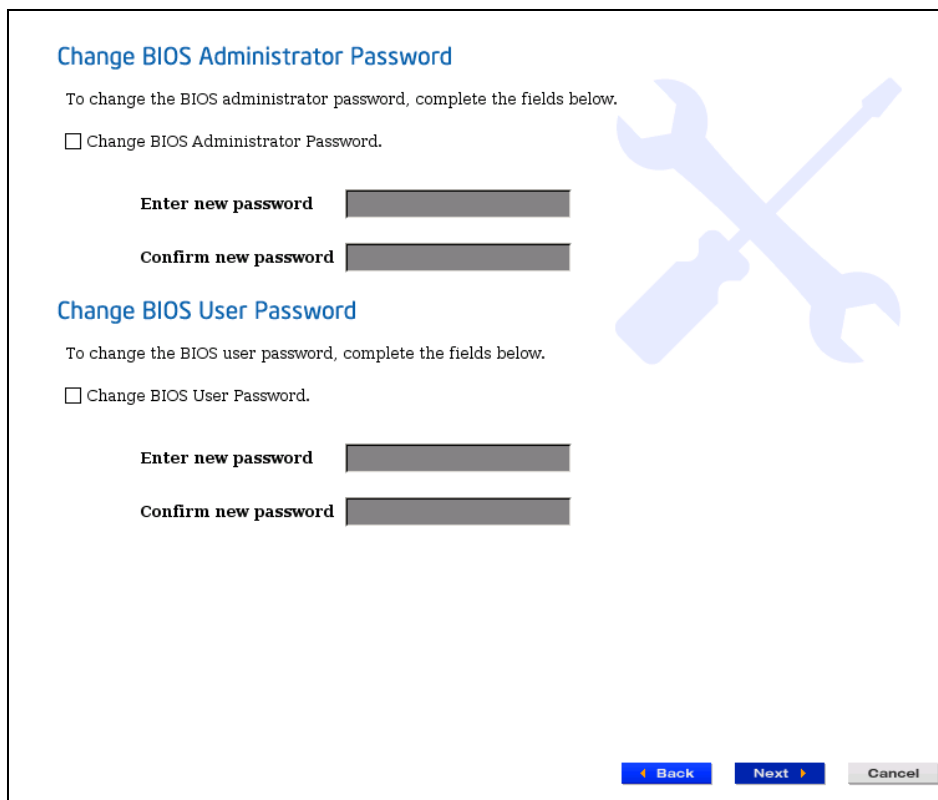 Change BIOS Administrator Password
To change the BIOS administrator password, complete the fields below.
Change BIOS Administrator Password.
Enter new password
Confirm new password
Change BIOS User Password
To change the BIOS user password, complete the fields below.
Change BIOS User Password.
Enter new password
Confirm new password
Back Next Cancel